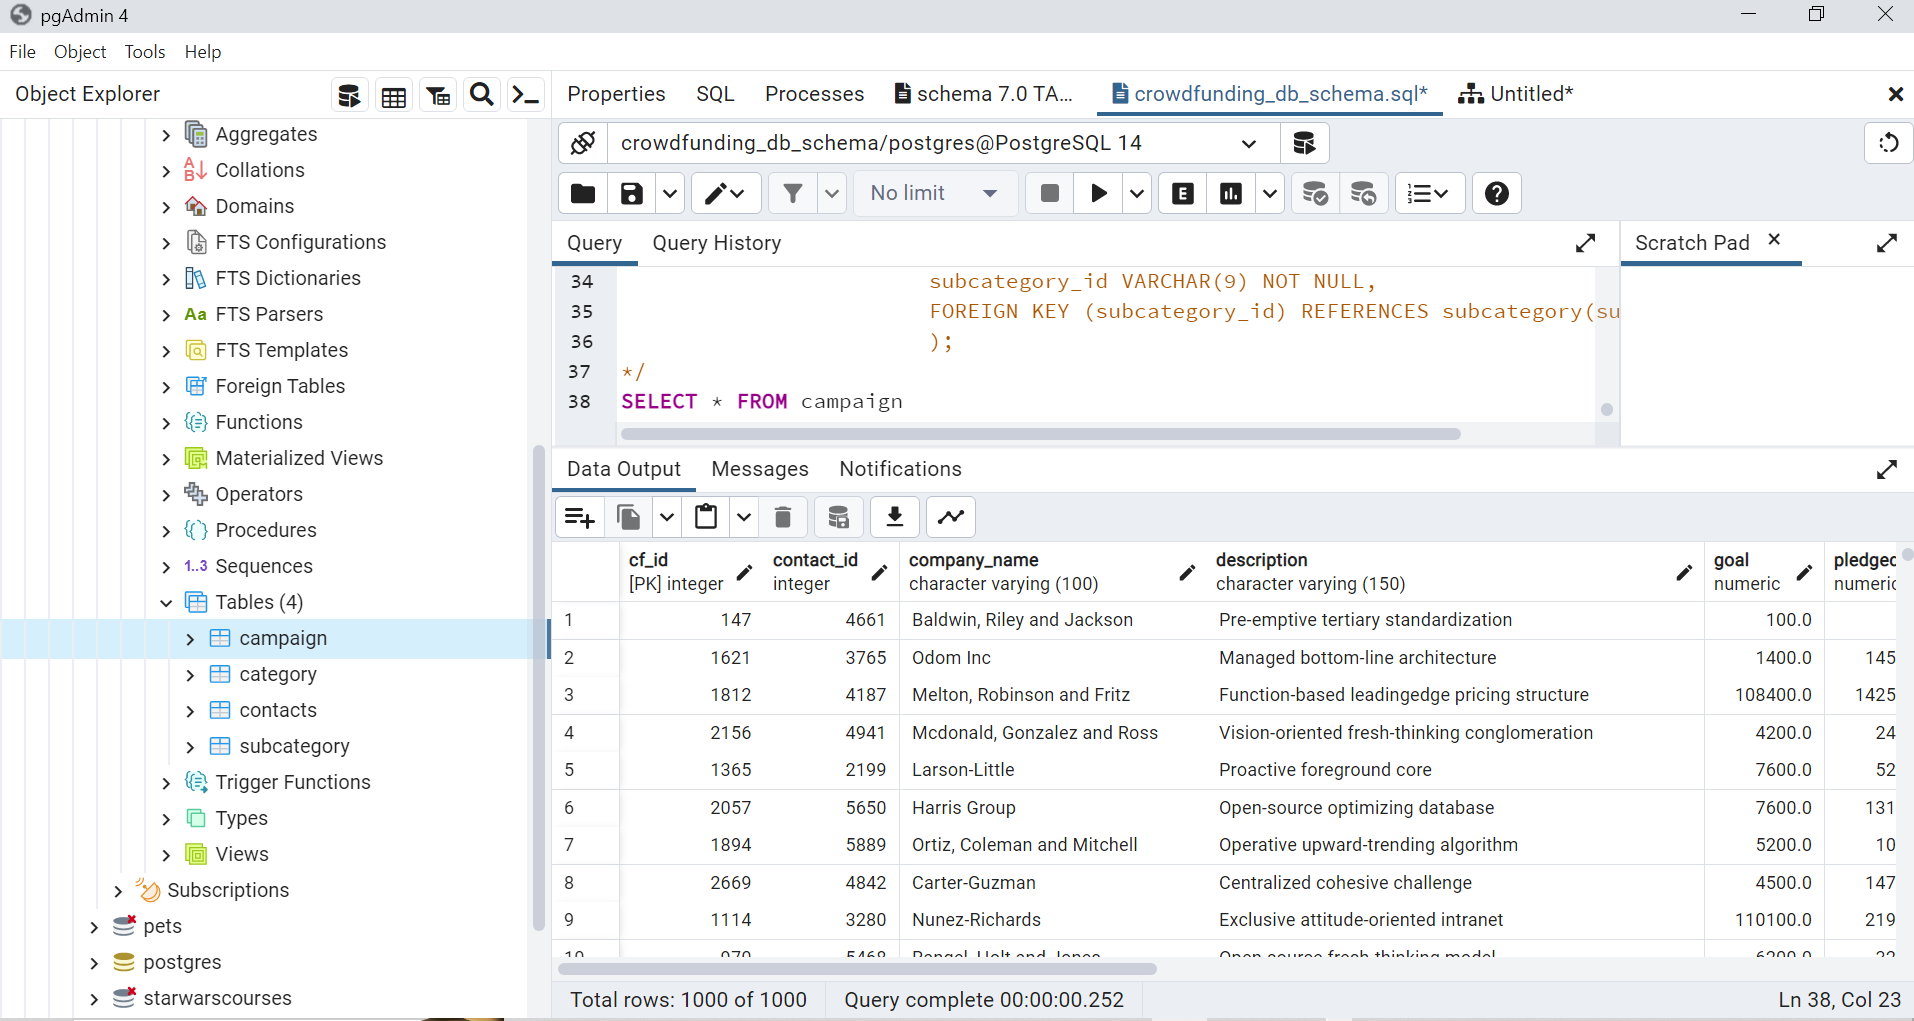 pgAdmin 4
File Object Tools Help
Object Explorer
Aggregates
Collations
Domains
FTS Configurations
FTS Dictionaries
Aa FTS Parsers
FTS Templates
Foreign Tables
Functions
Materialized Views
Operators
Procedures
1..3 Sequences
Tables (4)
campaign
category
contacts
subcategory
Trigger Functions
Types
Views
Subscriptions
pets
postgres
starwarscourses
Properties SQL Processes schema 7.0 TA... crowdfunding_db_schema.sql* Untitled*
crowdfunding_db_schema/postgres@PostgreSQL 14
No limit E
Query Query History
Scratch Pad
34 subcategory_id VARCHAR(9) NOT NULL,
35 FOREIGN KEY (subcategory_id) REFERENCES subcategory(su
36 );
37 */
38 SELECT * FROM campaign
Data Output Messages Notifications
cf_id contact_id company_name description goal pledged
[PK] integer integer character varying (100) character varying (150) numeric numeric
1 147 4661 Baldwin, Riley and Jackson Pre-emptive tertiary standardization 100.0
2 1621 3765 Odom Inc Managed bottom-line architecture 1400.0 145
3 1812 4187 Melton, Robinson and Fritz Function-based leadingedge pricing structure 108400.0 1425
4 2156 4941 Mcdonald, Gonzalez and Ross Vision-oriented fresh-thinking conglomeration 4200.0 24
5 1365 2199 Larson-Little Proactive foreground core 7600.0 52
6 2057 5650 Harris Group Open-source optimizing database 7600.0 131
7 1894 5889 Ortiz, Coleman and Mitchell Operative upward-trending algorithm 5200.0 10
8 2669 4842 Carter-Guzman Centralized cohesive challenge 4500.0 147
9 1114 3280 Nunez-Richards Exclusive attitude-oriented intranet 110100.0 219
Total rows: 1000 of 1000 Query complete 00:00:00.252 Ln 38, Col 23